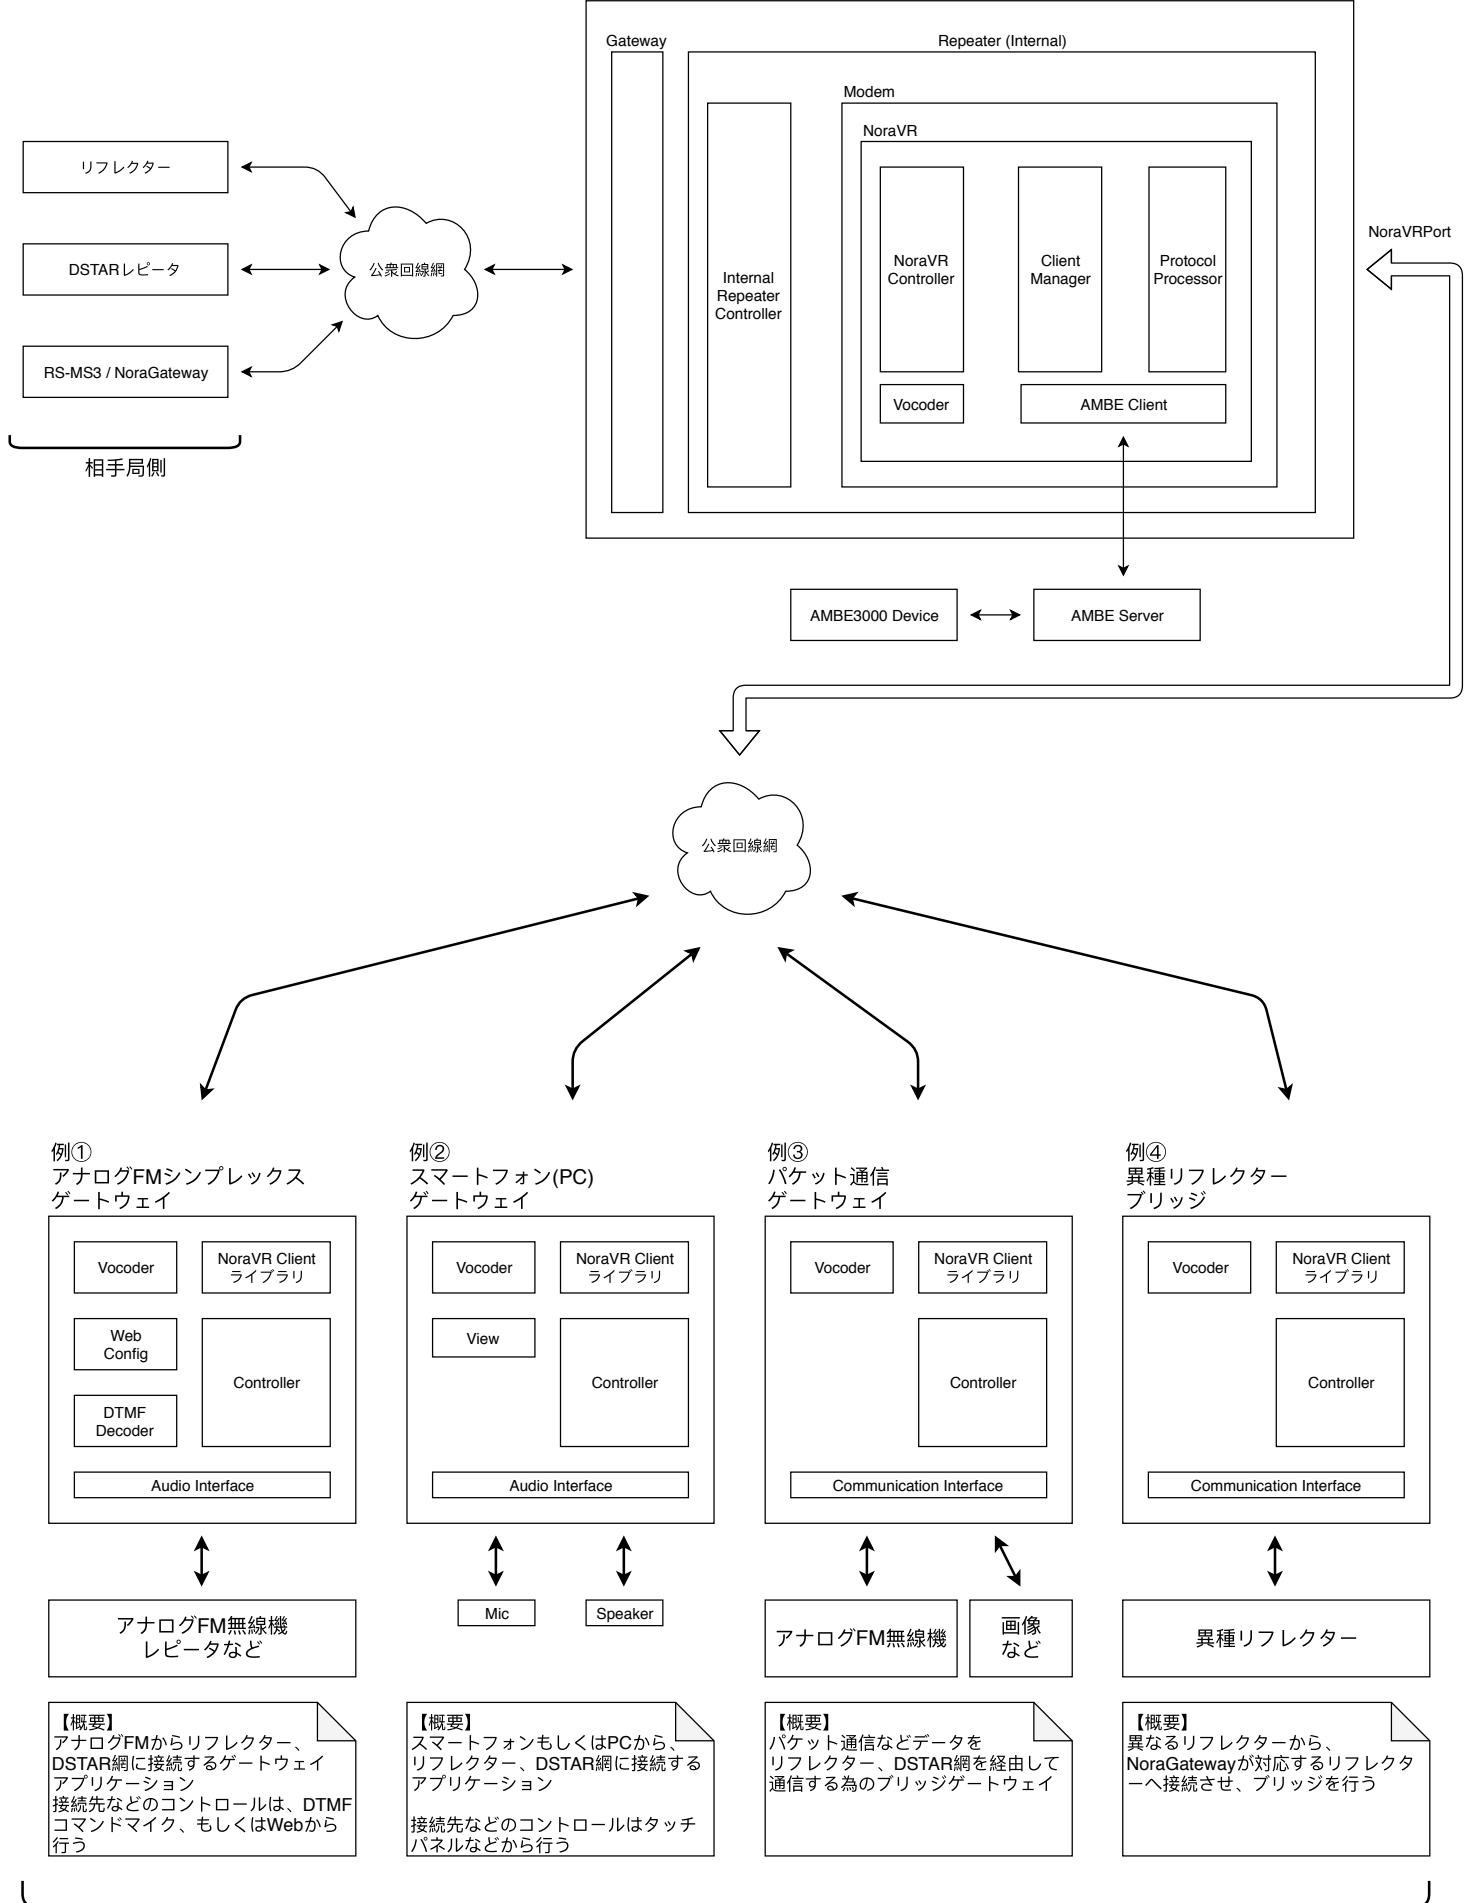 Gateway
Repeater (Internal)
Modem
NoraVR
リフレクター
DSTARレピータ
RS-MS3 / NoraGateway
相手局側
公衆回線網
Internal
Repeater
Controller
NoraVR
Controller
Client
Manager
Protocol
Processor
Vocoder
AMBE Client
NoraVRPort
AMBE3000 Device
AMBE Server
公衆回線網
例①
アナログFMシンプレックス
ゲートウェイ
Vocoder
NoraVR Client
ライブラリ
Web
Config
Controller
DTMF
Decoder
Audio Interface
アナログFM無線機
レピータなど
【概要】
アナログFMからリフレクター、
DSTAR網に接続するゲートウェイ
アプリケーション
接続先などのコントロールは、DTMF
コマンドマイク、もしくはWebから
行う
例②
スマートフォン(PC)
ゲートウェイ
Vocoder
NoraVR Client
ライブラリ
View
Controller
Audio Interface
Mic
Speaker
【概要】
スマートフォンもしくはPCから、
リフレクター、DSTAR網に接続する
アプリケーション
接続先などのコントロールはタッチ
パネルなどから行う
例③
パケット通信
ゲートウェイ
Vocoder
NoraVR Client
ライブラリ
Controller
Communication Interface
アナログFM無線機
画像
など
【概要】
パケット通信などデータを
リフレクター、DSTAR網を経由して
通信する為のブリッジゲートウェイ
例④
異種リフレクター
ブリッジ
Vocoder
NoraVR Client
ライブラリ
Controller
Communication Interface
異種リフレクター
【概要】
異なるリフレクターから、
NoraGatewayが対応するリフレクタ
ーへ接続させ、ブリッジを行う